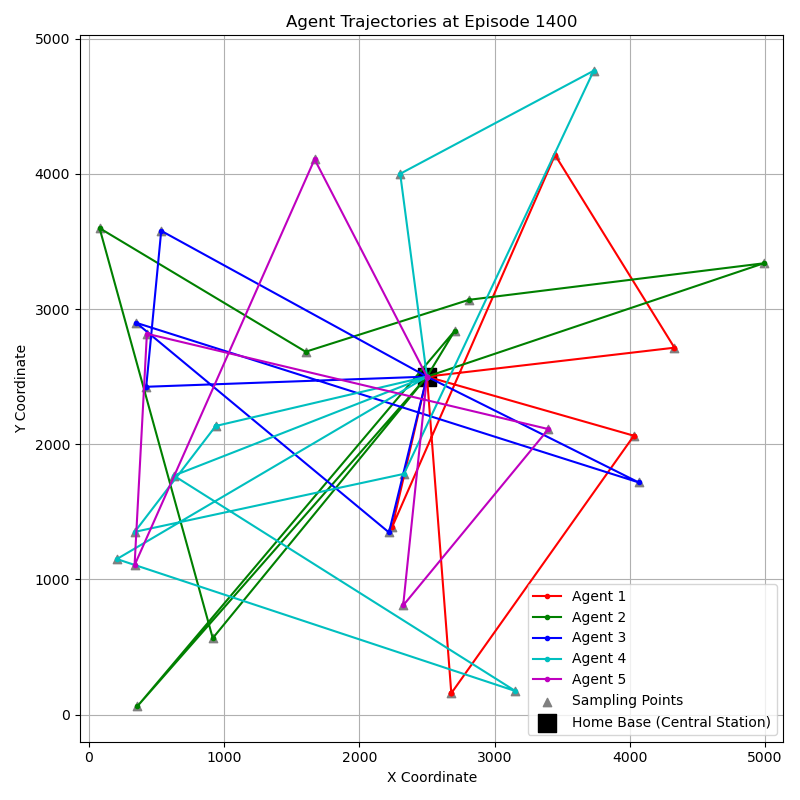 Agent Trajectories at Episode 1400
5000
4000
3000
2000
1000
0
Y Coordinate
0 1000 2000 3000 4000 5000
X Coordinate
Agent 1
Agent 2
Agent 3
Agent 4
Agent 5
Sampling Points
Home Base (Central Station)